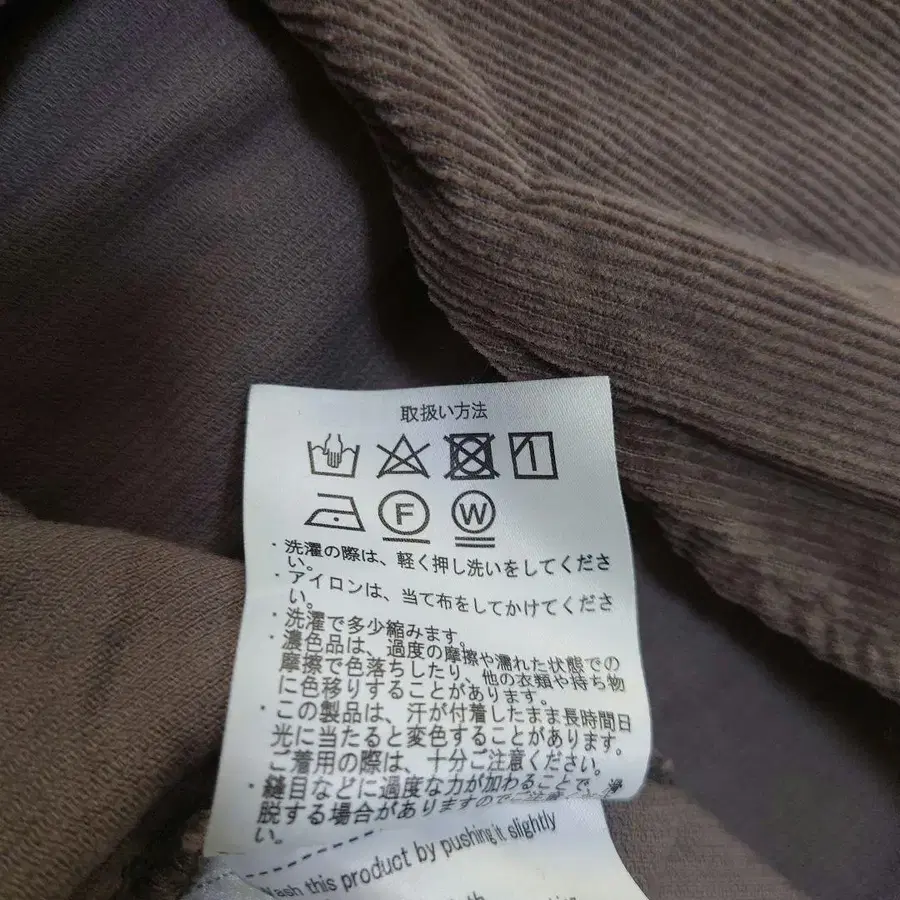 取扱い方法
F W
・洗濯の際は、軽く押し洗いをしてくださ
い。
・アイロンは、当て布をしてかけてくださ
い。
・洗濯で多少縮みます。
・濃色品は、過度の摩擦や濡れた状態での
摩擦で色落ちしたり、他の衣類や持ち物
に色移りすることがあります。
・この製品は、汗が付着したまま長時間日
光に当たると変色することがあります。
ご着用の際は、十分ご注意ください。
・縫目などに過度な力が加わることで、滑
脱する場合がありますのでご注意
い。
Wash this product by pushing it slightly